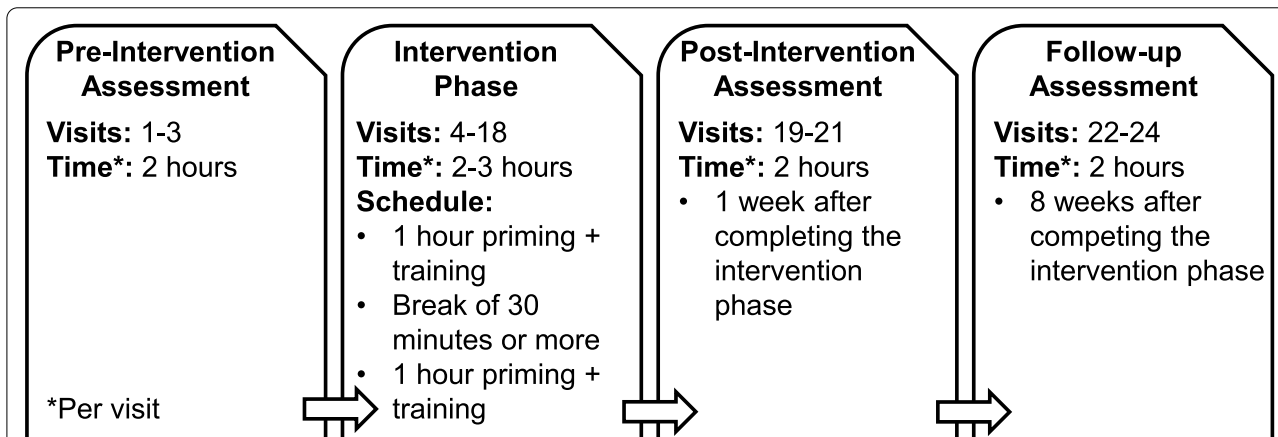 Pre-Intervention
Assessment
Visits: 1-3
Time*: 2 hours
*Per visit
Intervention
Phase
Visits: 4-18
Time*: 2-3 hours
Schedule:
• 1 hour priming +
training
• Break of 30
minutes or more
• 1 hour priming +
training
Post-Intervention
Assessment
Visits: 19-21
Time*: 2 hours
• 1 week after
completing the
intervention
phase
Follow-up
Assessment
Visits: 22-24
Time*: 2 hours
• 8 weeks after
competing the
intervention phase